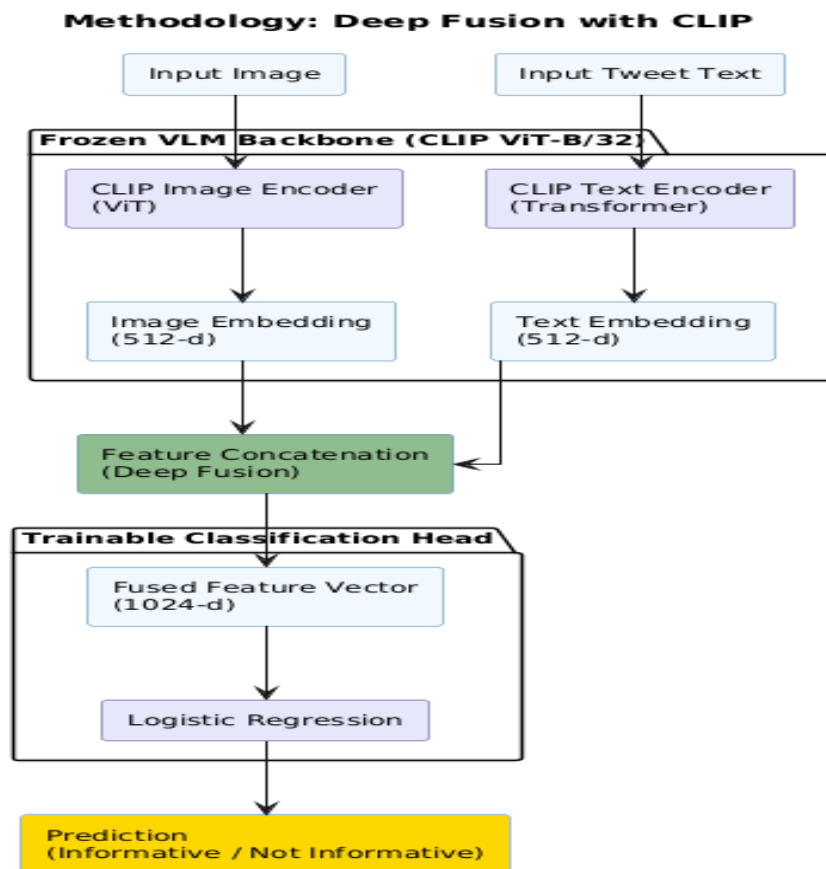 Methodology: Deep Fusion with CLIP
Input Image
Input Tweet Text
Frozen VLM Backbone (CLIP ViT-B/32)
CLIP Image Encoder
(ViT)
CLIP Text Encoder
(Transformer)
Image Embedding
(512-d)
Text Embedding
(512-d)
Feature Concatenation
(Deep Fusion)
Trainable Classification Head
Fused Feature Vector
(1024-d)
Logistic Regression
Prediction
(Informative / Not Informative)